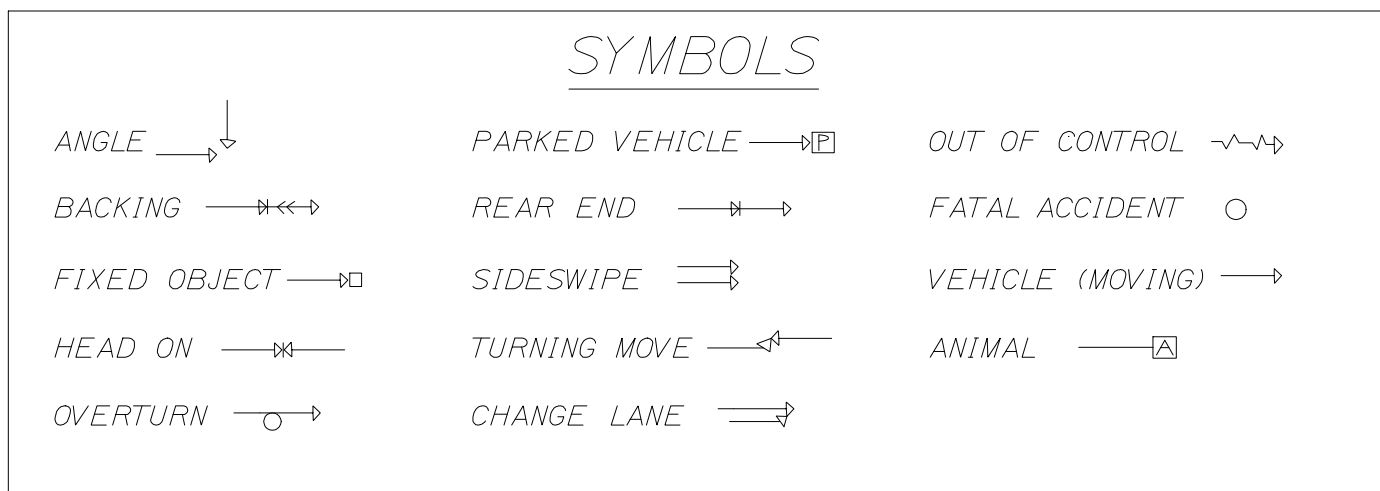 SYMBOLS
ANGLE
BACKING
FIXED OBJECT
HEAD ON
OVERTURN
PARKED VEHICLE P
REAR END
SIDESWIPE
TURNING MOVE
CHANGE LANE
OUT OF CONTROL
FATAL ACCIDENT
VEHICLE (MOVING)
ANIMAL A